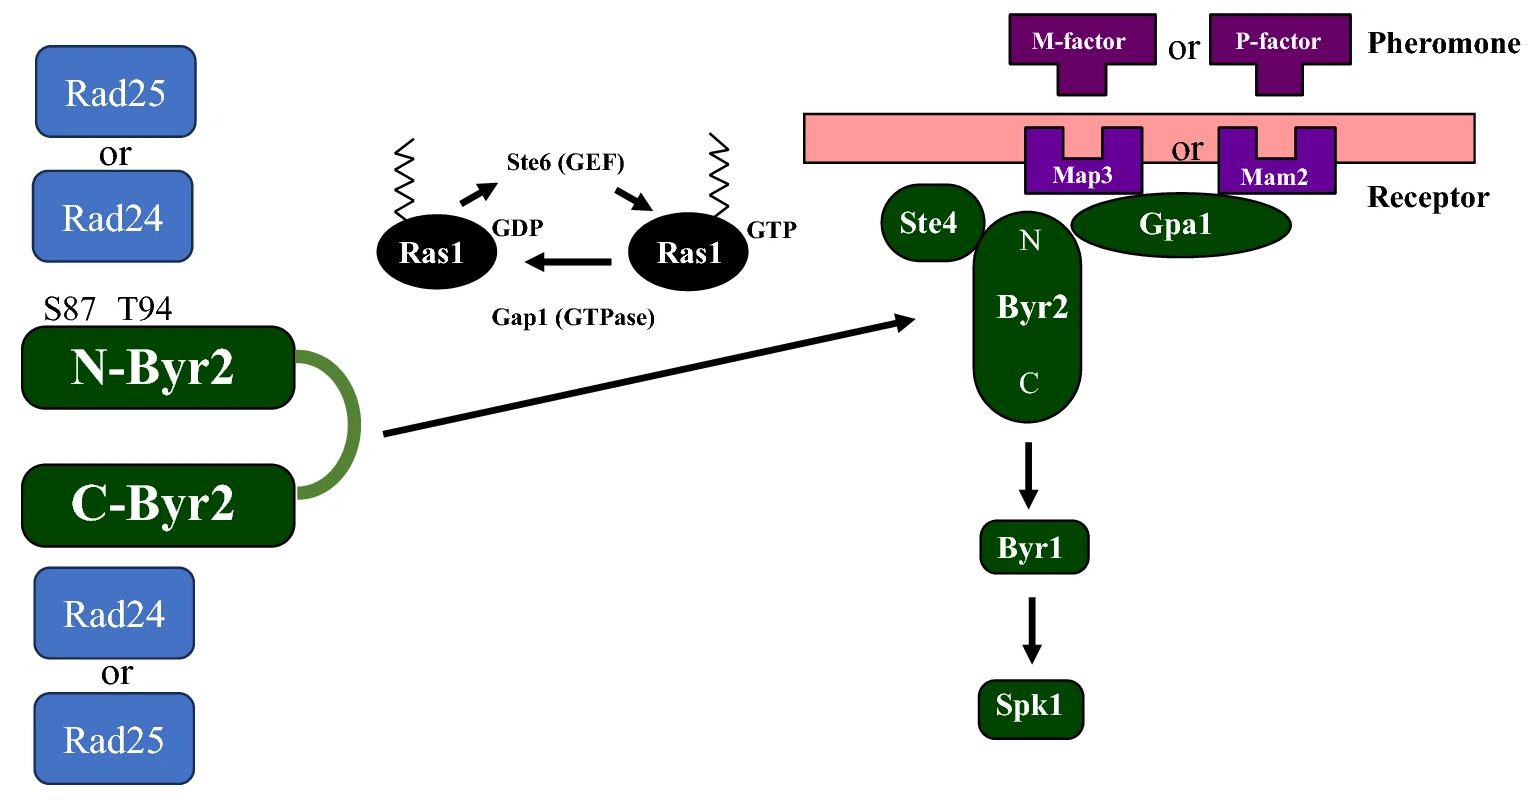 Rad25
or
Rad24
S87 T94
N-Byr2
C-Byr2
Rad24
or
Rad25
Ste6 (GEF)
Ras1
GDP
Ras1
GTP
Gap1 (GTPase)
M-factor
or
P-factor
Pheromone
Map3
or
Mam2
Receptor
Ste4
Gpa1
N
Byr2
C
Byr1
Spk1